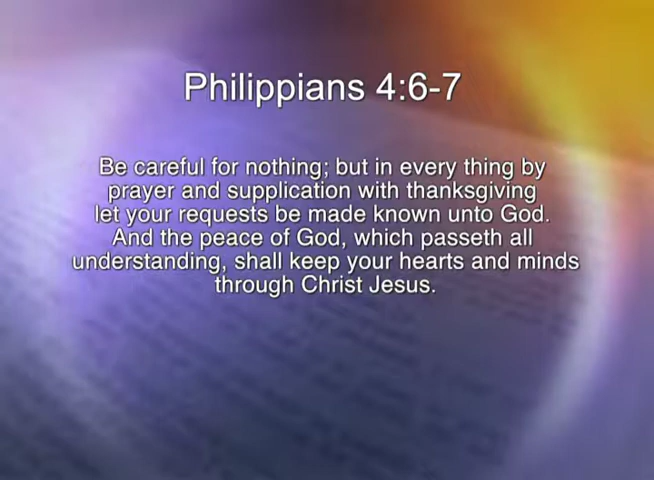 Philippians 4:6-7
Be careful for nothing; but in every thing by
prayer and supplication with thanksgiving
let your requests be made known unto God.
And the peace of God, which passeth all
understanding, shall keep your hearts and minds
through Christ Jesus.